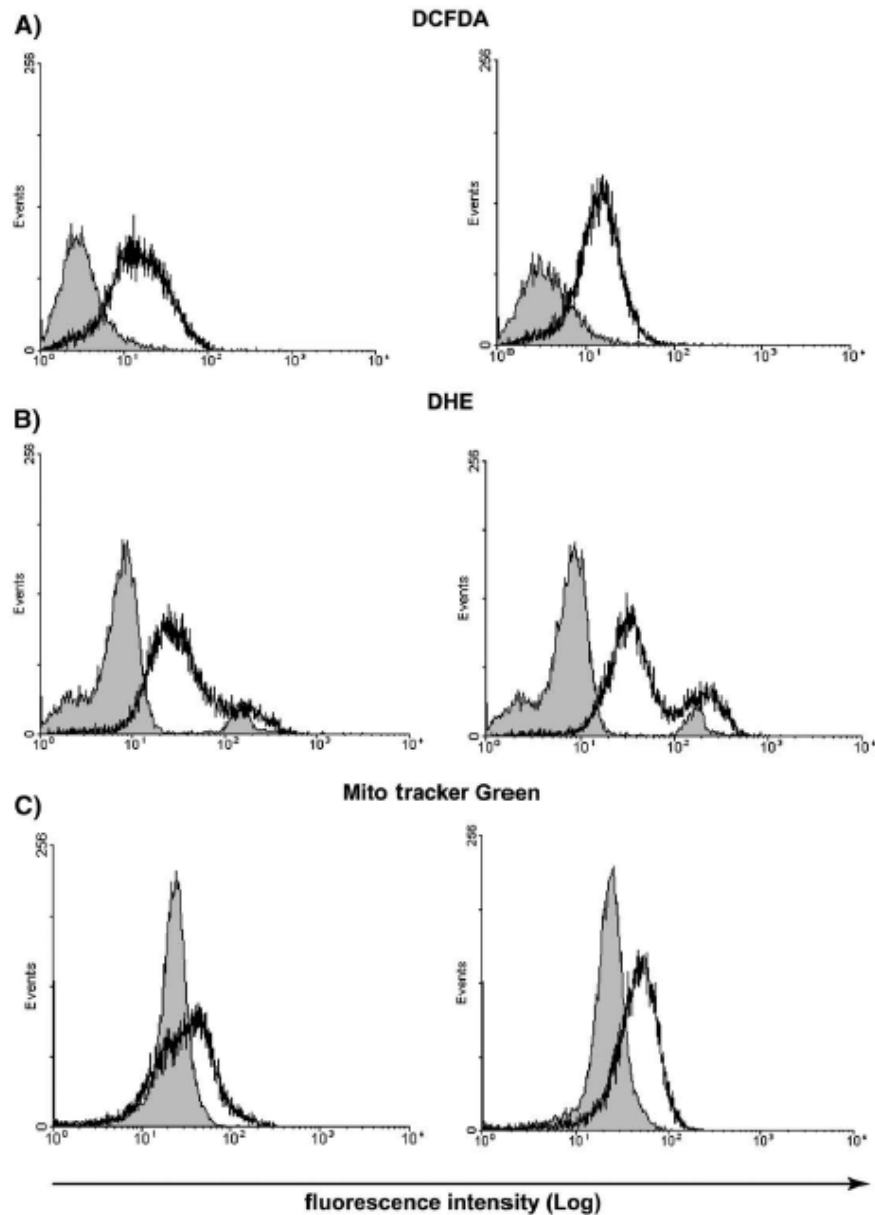 A)
DCFDA
256
Events
0
10⁰ 10¹ 10² 10³ 10⁴
256
Events
0
10⁰ 10¹ 10² 10³ 10⁴
B)
DHE
256
Events
0
10⁰ 10¹ 10² 10³ 10⁴
256
Events
0
10⁰ 10¹ 10² 10³ 10⁴
C)
Mito tracker Green
256
Events
0
10⁰ 10¹ 10² 10³ 10⁴
256
Events
0
10⁰ 10¹ 10² 10³ 10⁴
fluorescence intensity (Log)